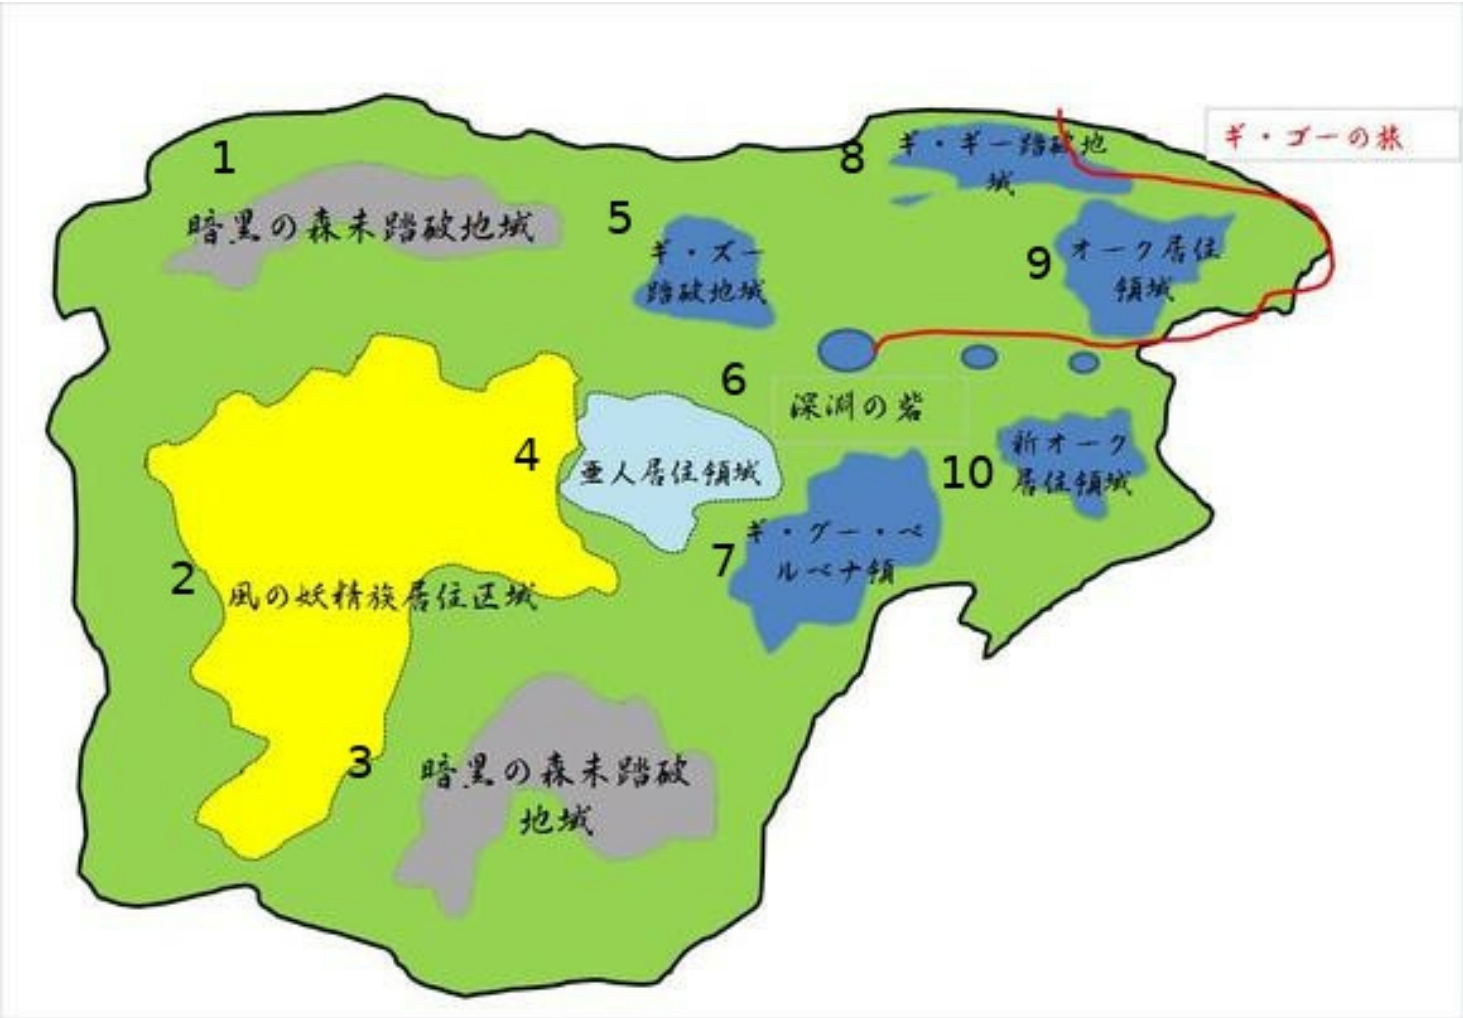 1
暗黒の森未踏破地域
5
ギ・ズー
踏破地域
8
ギ・ギー踏破地
域
ギ・ゴーの旅
9
オーク居住
領域
6
深淵の砦
4
亜人居住領域
10
新オーク
居住領域
7
ギ・グー・ベ
ルベナ領
2
風の妖精族居住区域
3
暗黒の森未踏破
地域